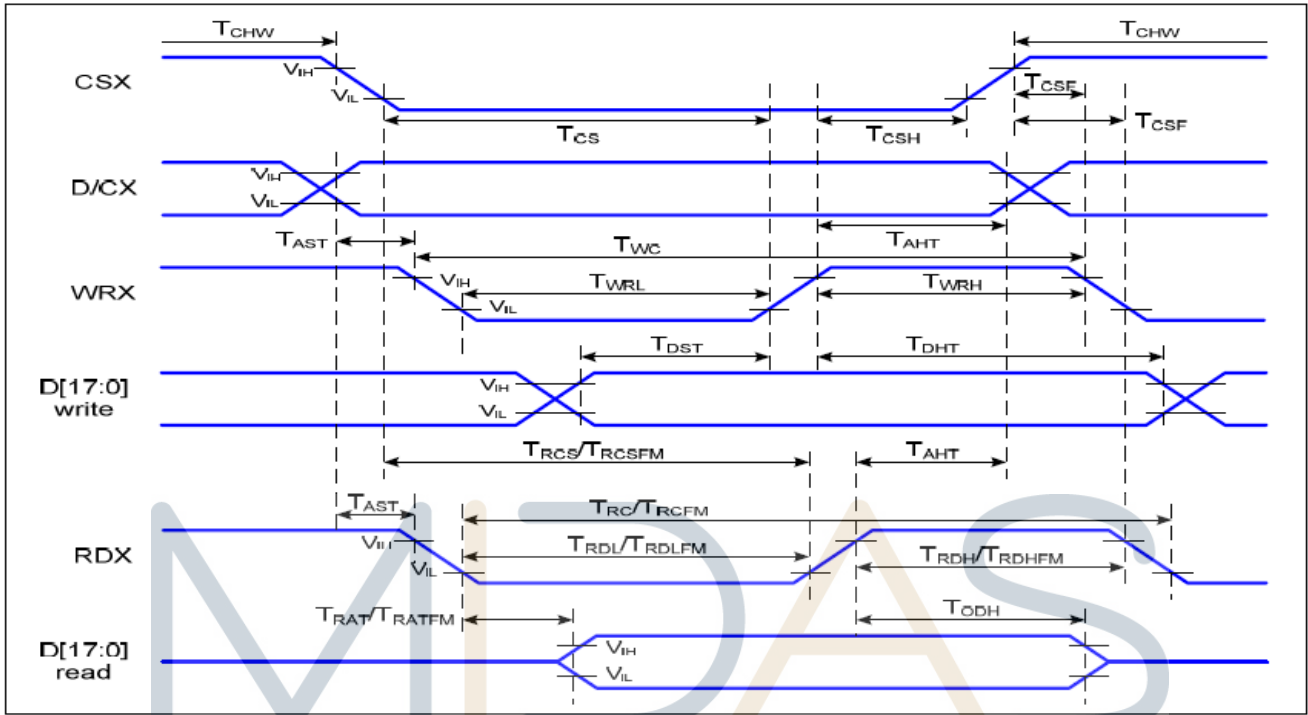 TCHW TCHW
VIH
CSX TCSF
VIL TCSF
TCS TCSH
VIH
D/CX
VIL
TAST TWC TAHT
WRX VIH TWRL TWRH
VIL
TDST TDHT
D[17:0] VIH
write VIL
TRCS/TRCSFM TAHT
TAST TRC/TRCFM
RDX VIH TRDL/TRDLFM TRDH/TRDHFM
VIL
TRAT/TRATFM TODH
D[17:0] VIH
read VIL
MIDAS